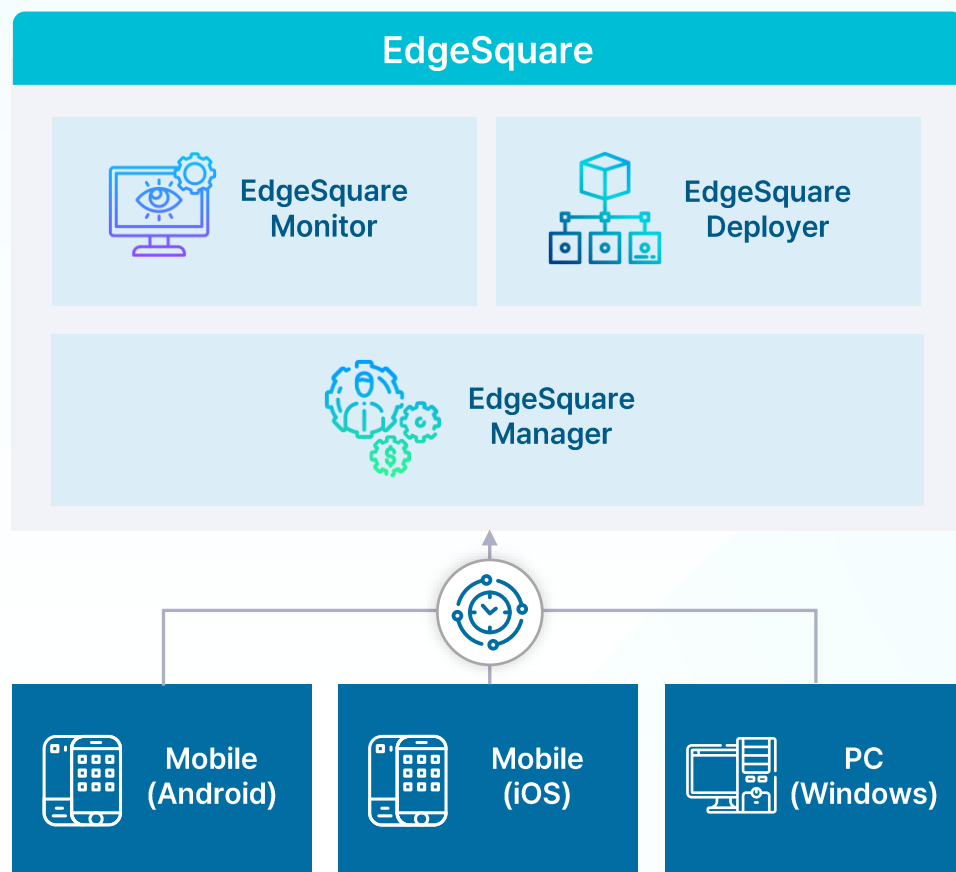 EdgeSquare
EdgeSquare
Monitor
EdgeSquare
Deployer
EdgeSquare
Manager
Mobile
(Android)
Mobile
(iOS)
PC
(Windows)